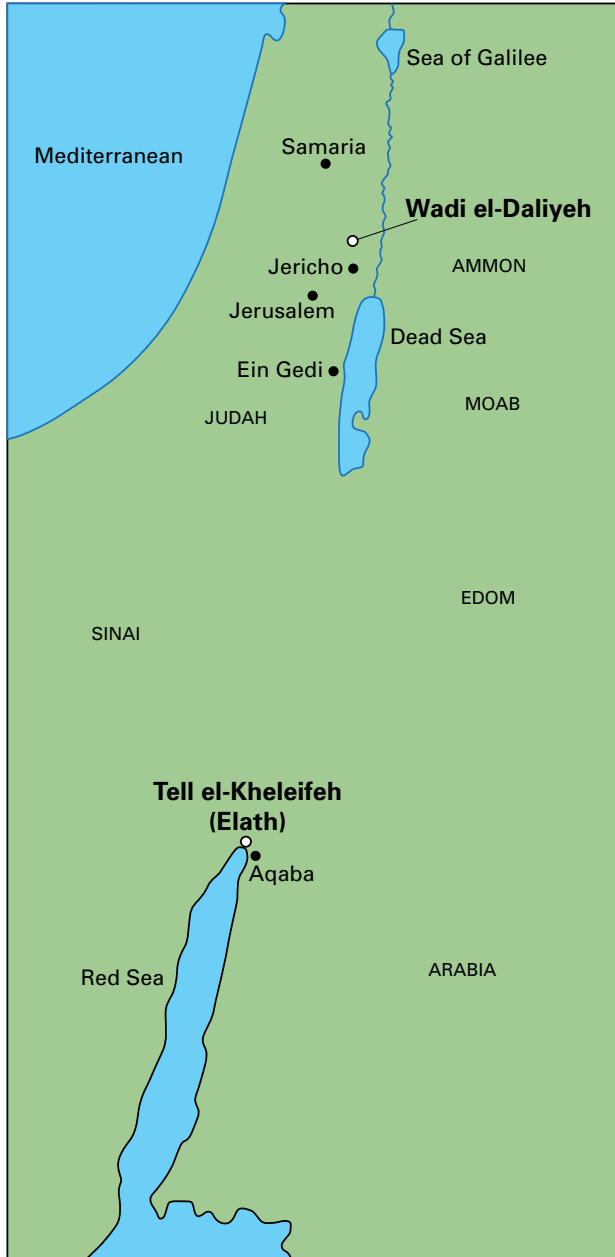 Sea of Galilee
Mediterranean
Samaria
Wadi el-Daliyeh
Jericho
AMMON
Jerusalem
Dead Sea
Ein Gedi
MOAB
JUDAH
EDOM
SINAI
Tell el-Kheleifeh
(Elath)
Aqaba
Red Sea
ARABIA